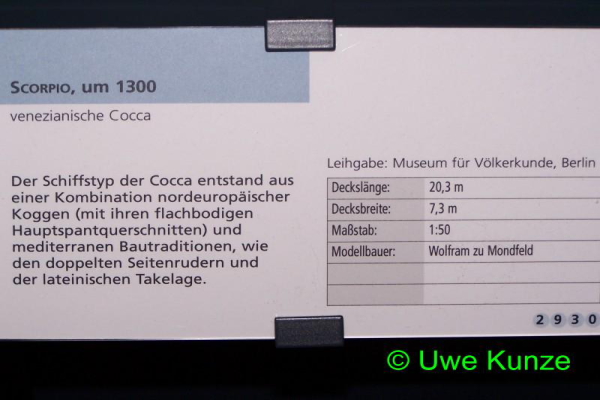 SCORPIO, um 1300
venezianische Cocca
Der Schiffstyp der Cocca entstand aus
einer Kombination nordeuropäischer
Koggen (mit ihren flachbodigen
Hauptspantquerschnitten) und
mediterranen Bautraditionen, wie
den doppelten Seitenrudern und
der lateinischen Takelage.
Leihgabe: Museum für Völkerkunde, Berlin
Deckslänge: 20,3 m
Decksbreite: 7,3 m
Maßstab: 1:50
Modellbauer: Wolfram zu Mondfeld
2930
© Uwe Kunze